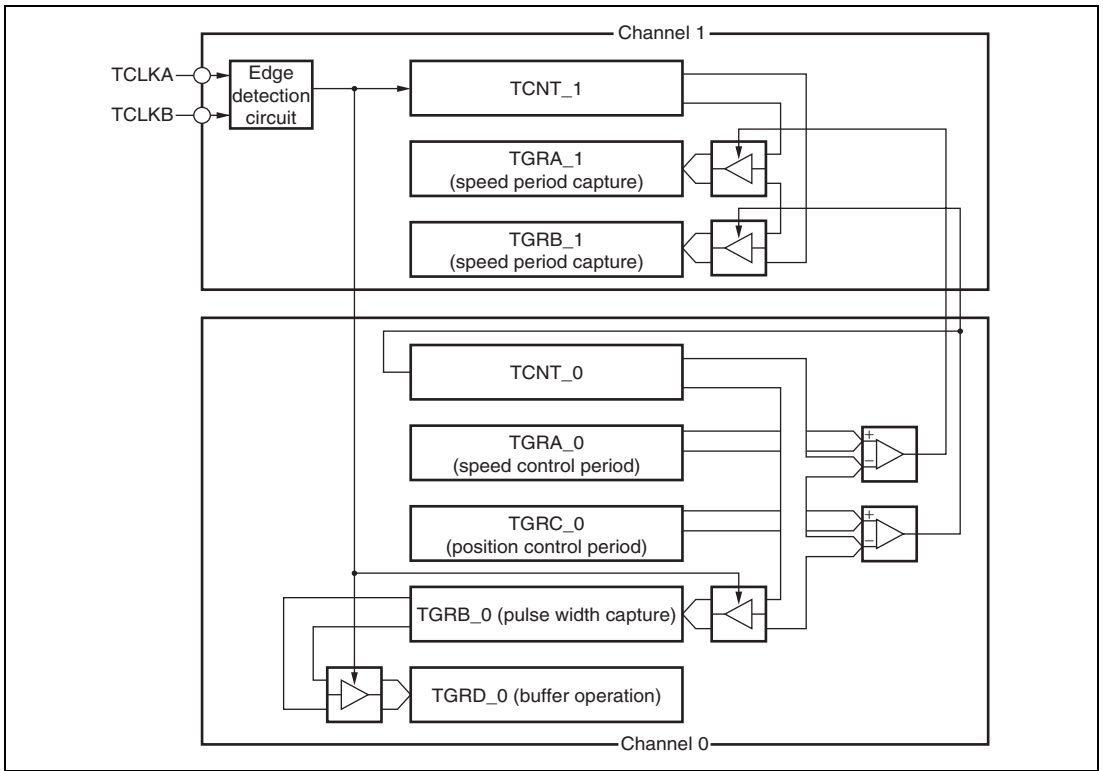 Channel 1
TCLKA
TCLKB
Edge
detection
circuit
TCNT_1
TGRA_1
(speed period capture)
TGRB_1
(speed period capture)
TCNT_0
TGRA_0
(speed control period)
+
−
TGRC_0
(position control period)
+
−
TGRB_0 (pulse width capture)
TGRD_0 (buffer operation)
Channel 0